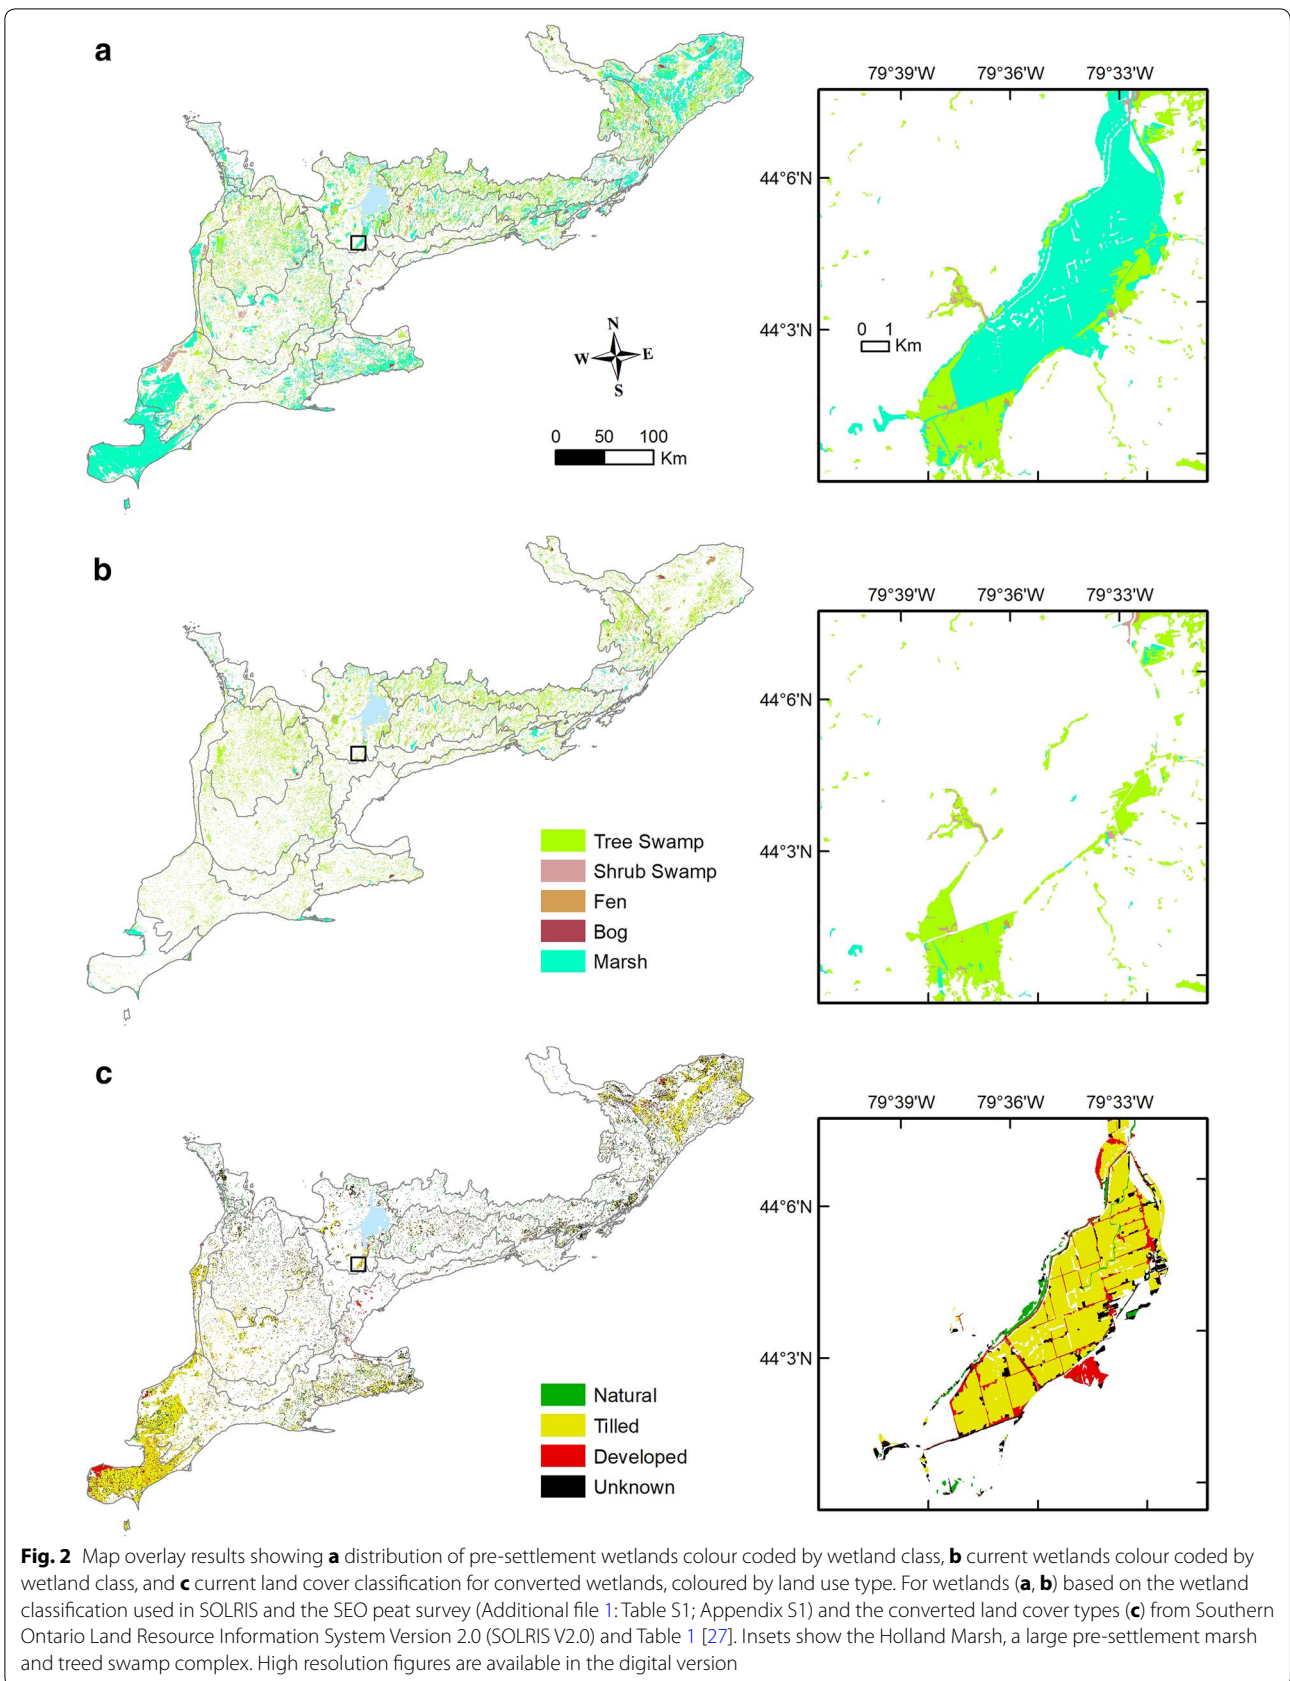 a
79°39'W 79°36'W 79°33'W
44°6'N
44°3'N
0 1
Km
N
W E
S
0 50 100
Km
b
79°39'W 79°36'W 79°33'W
44°6'N
44°3'N
Tree Swamp
Shrub Swamp
Fen
Bog
Marsh
c
79°39'W 79°36'W 79°33'W
44°6'N
44°3'N
Natural
Tilled
Developed
Unknown
Fig. 2 Map overlay results showing a distribution of pre-settlement wetlands colour coded by wetland class, b current wetlands colour coded by
wetland class, and c current land cover classification for converted wetlands, coloured by land use type. For wetlands (a, b) based on the wetland
classification used in SOLRIS and the SEO peat survey (Additional file 1: Table S1; Appendix S1) and the converted land cover types (c) from Southern
Ontario Land Resource Information System Version 2.0 (SOLRIS V2.0) and Table 1 [27]. Insets show the Holland Marsh, a large pre-settlement marsh
and treed swamp complex. High resolution figures are available in the digital version